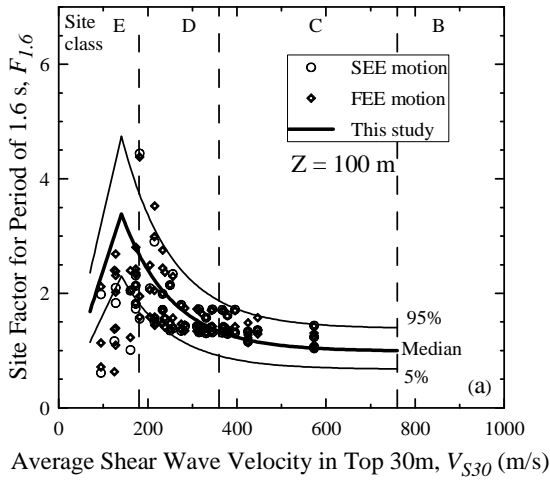 Site class
E
D
C
B
SEE motion
FEE motion
This study
Z = 100 m
95%
Median
5%
(a)
6
4
2
0
0 200 400 600 800 1000
Site Factor for Period of 1.6 s, F1.6
Average Shear Wave Velocity in Top 30m, VS30 (m/s)